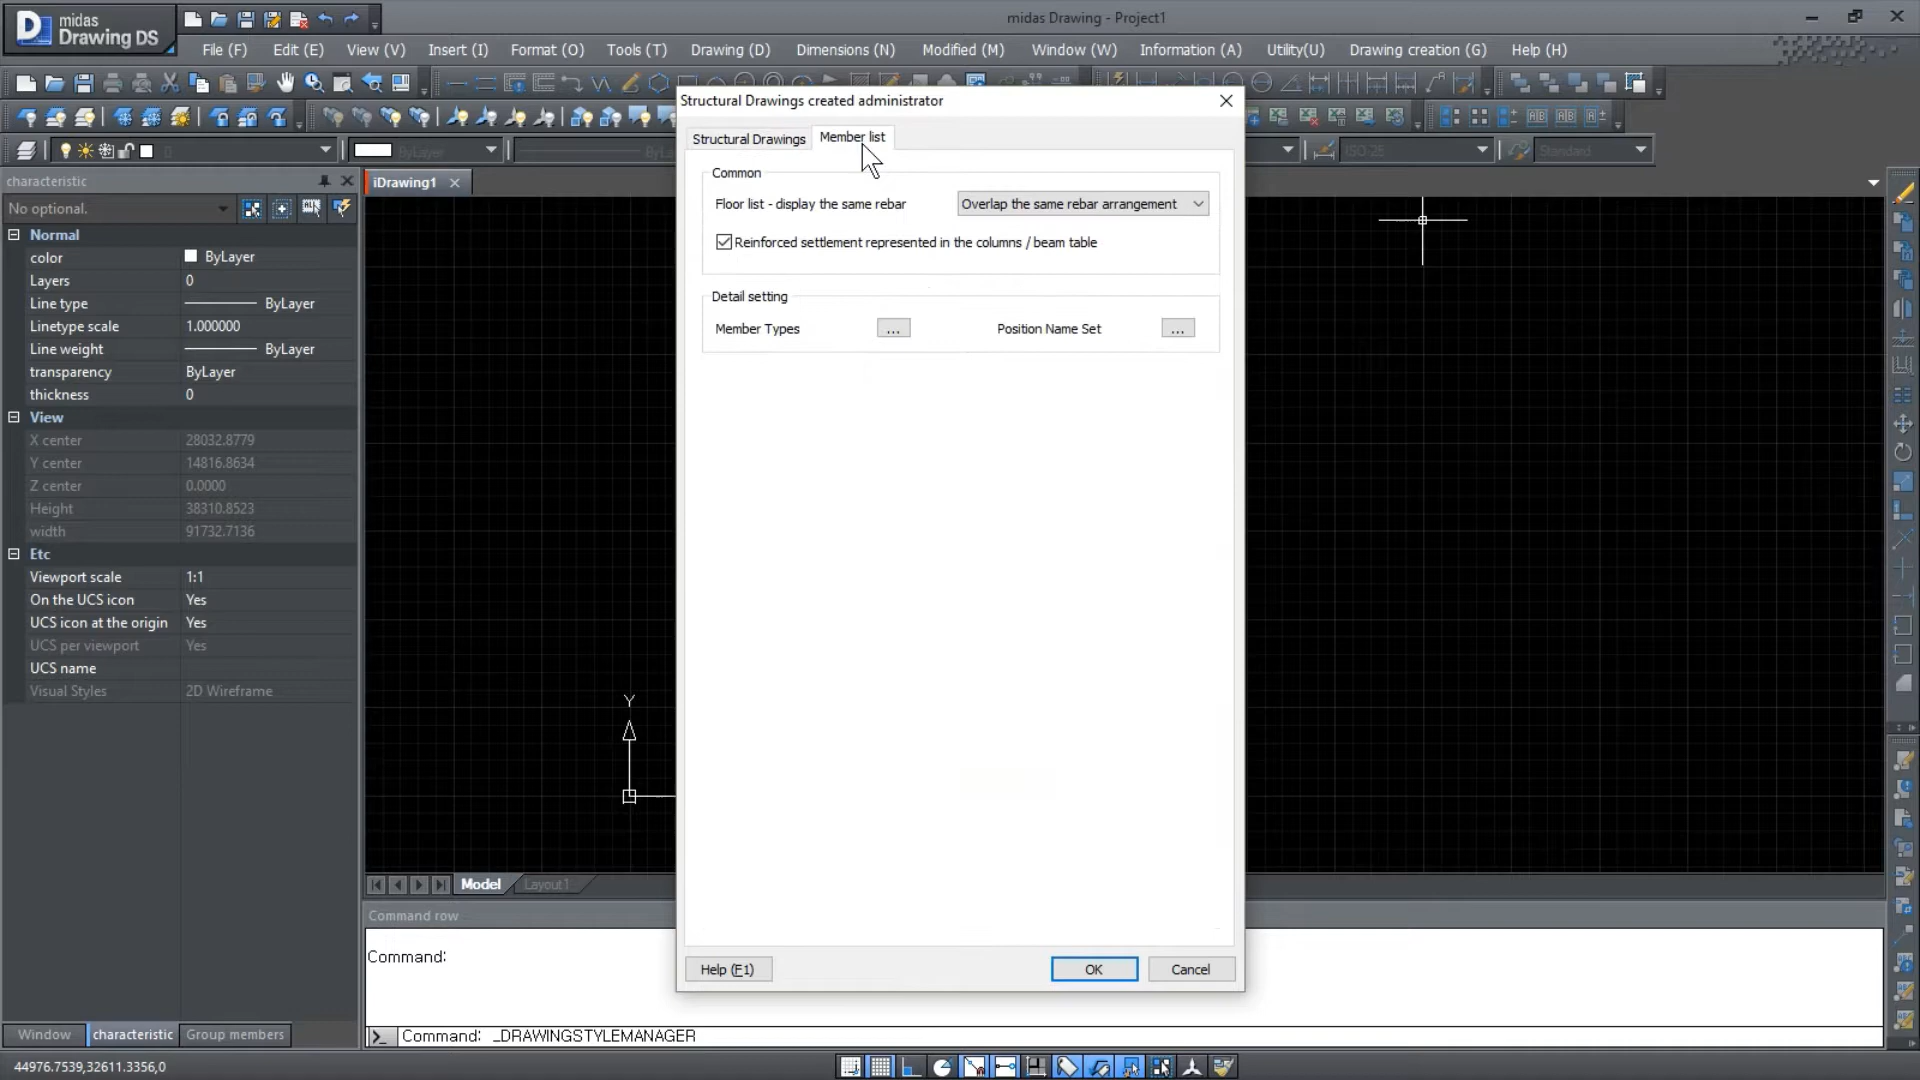 midas
Drawing DS
midas Drawing - Project1
File (F) Edit (E) View (V) Insert (I) Format (O) Tools (T) Drawing (D) Dimensions (N) Modified (M) Window (W) Information (A) Utility(U) Drawing creation (G) Help (H)
0 ByLayer ByLa ISO-25 Standard
characteristic
No optional.
Normal
color ByLayer
Layers 0
Line type ByLayer
Linetype scale 1.000000
Line weight ByLayer
transparency ByLayer
thickness 0
View
X center 28032.8779
Y center 14816.8634
Z center 0.0000
Height 38310.8523
width 91732.7136
Etc
Viewport scale 1:1
On the UCS icon Yes
UCS icon at the origin Yes
UCS per viewport Yes
UCS name
Visual Styles 2D Wireframe
Window characteristic Group members
44976.7539,32611.3356,0
iDrawing1
Y
Model Layout1
Command row
Command:
Command: _DRAWINGSTYLEMANAGER
Structural Drawings created administrator
Structural Drawings Member list
Common
Floor list - display the same rebar Overlap the same rebar arrangement
Reinforced settlement represented in the columns / beam table
Detail setting
Member Types ... Position Name Set ...
Help (F1) OK Cancel